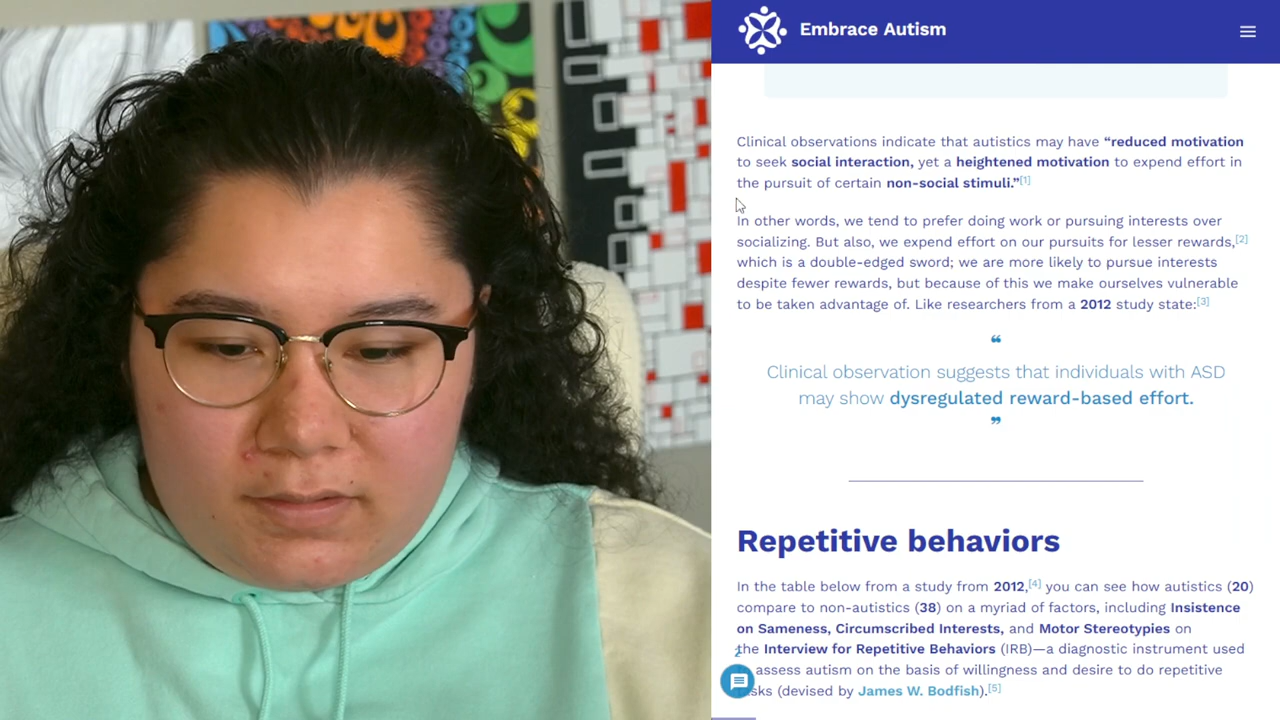 Embrace Autism
Clinical observations indicate that autistics may have “reduced motivation
to seek social interaction, yet a heightened motivation to expend effort in
the pursuit of certain non-social stimuli.”[1]
In other words, we tend to prefer doing work or pursuing interests over
socializing. But also, we expend effort on our pursuits for lesser rewards,[2]
which is a double-edged sword; we are more likely to pursue interests
despite fewer rewards, but because of this we make ourselves vulnerable
to be taken advantage of. Like researchers from a 2012 study state:[3]
❝
Clinical observation suggests that individuals with ASD
may show dysregulated reward-based effort.
❞
Repetitive behaviors
In the table below from a study from 2012,[4] you can see how autistics (20)
compare to non-autistics (38) on a myriad of factors, including Insistence
on Sameness, Circumscribed Interests, and Motor Stereotypies on
the Interview for Repetitive Behaviors (IRB)—a diagnostic instrument used
assess autism on the basis of willingness and desire to do repetitive
tasks (devised by James W. Bodfish).[5]